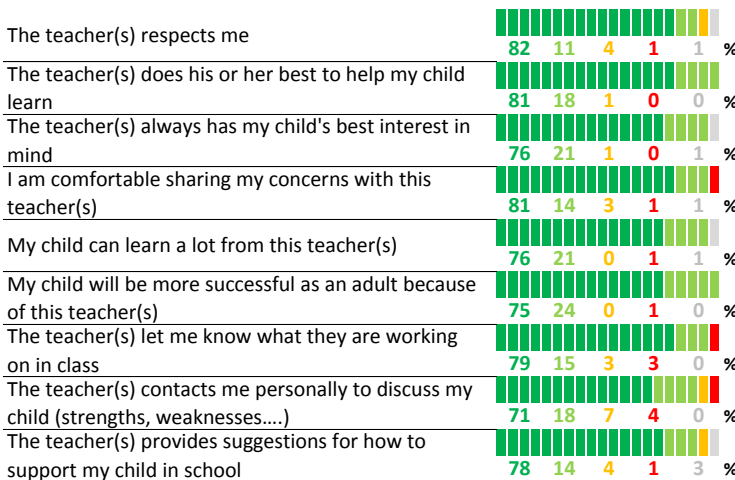 The teacher(s) respects me
82 11 4 1 1 %
The teacher(s) does his or her best to help my child
learn
81 18 1 0 0 %
The teacher(s) always has my child's best interest in
mind
76 21 1 0 1 %
I am comfortable sharing my concerns with this
teacher(s)
81 14 3 1 1 %
My child can learn a lot from this teacher(s)
76 21 0 1 1 %
My child will be more successful as an adult because
of this teacher(s)
75 24 0 1 0 %
The teacher(s) let me know what they are working
on in class
79 15 3 3 0 %
The teacher(s) contacts me personally to discuss my
child (strengths, weaknesses….)
71 18 7 4 0 %
The teacher(s) provides suggestions for how to
support my child in school
78 14 4 1 3 %